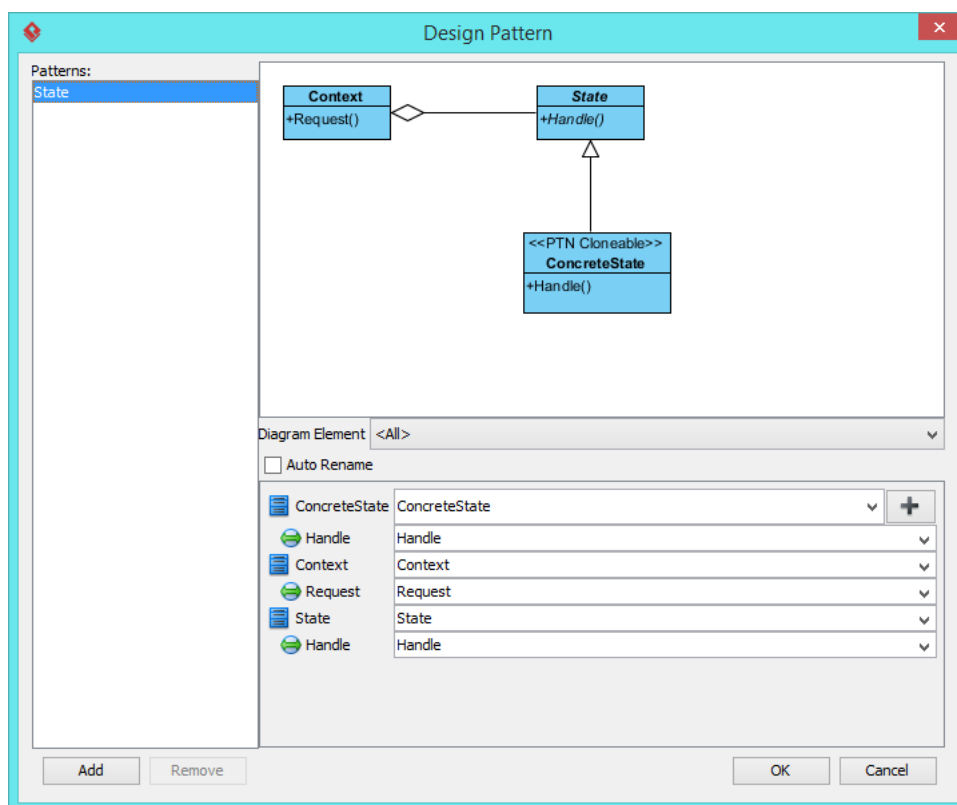 Design Pattern
Patterns:
State
Context
+Request()
State
+Handle()
<<PTN Cloneable>>
ConcreteState
+Handle()
Diagram Element <All>
Auto Rename
ConcreteState ConcreteState
Handle Handle
Context Context
Request Request
State State
Handle Handle
Add Remove OK Cancel